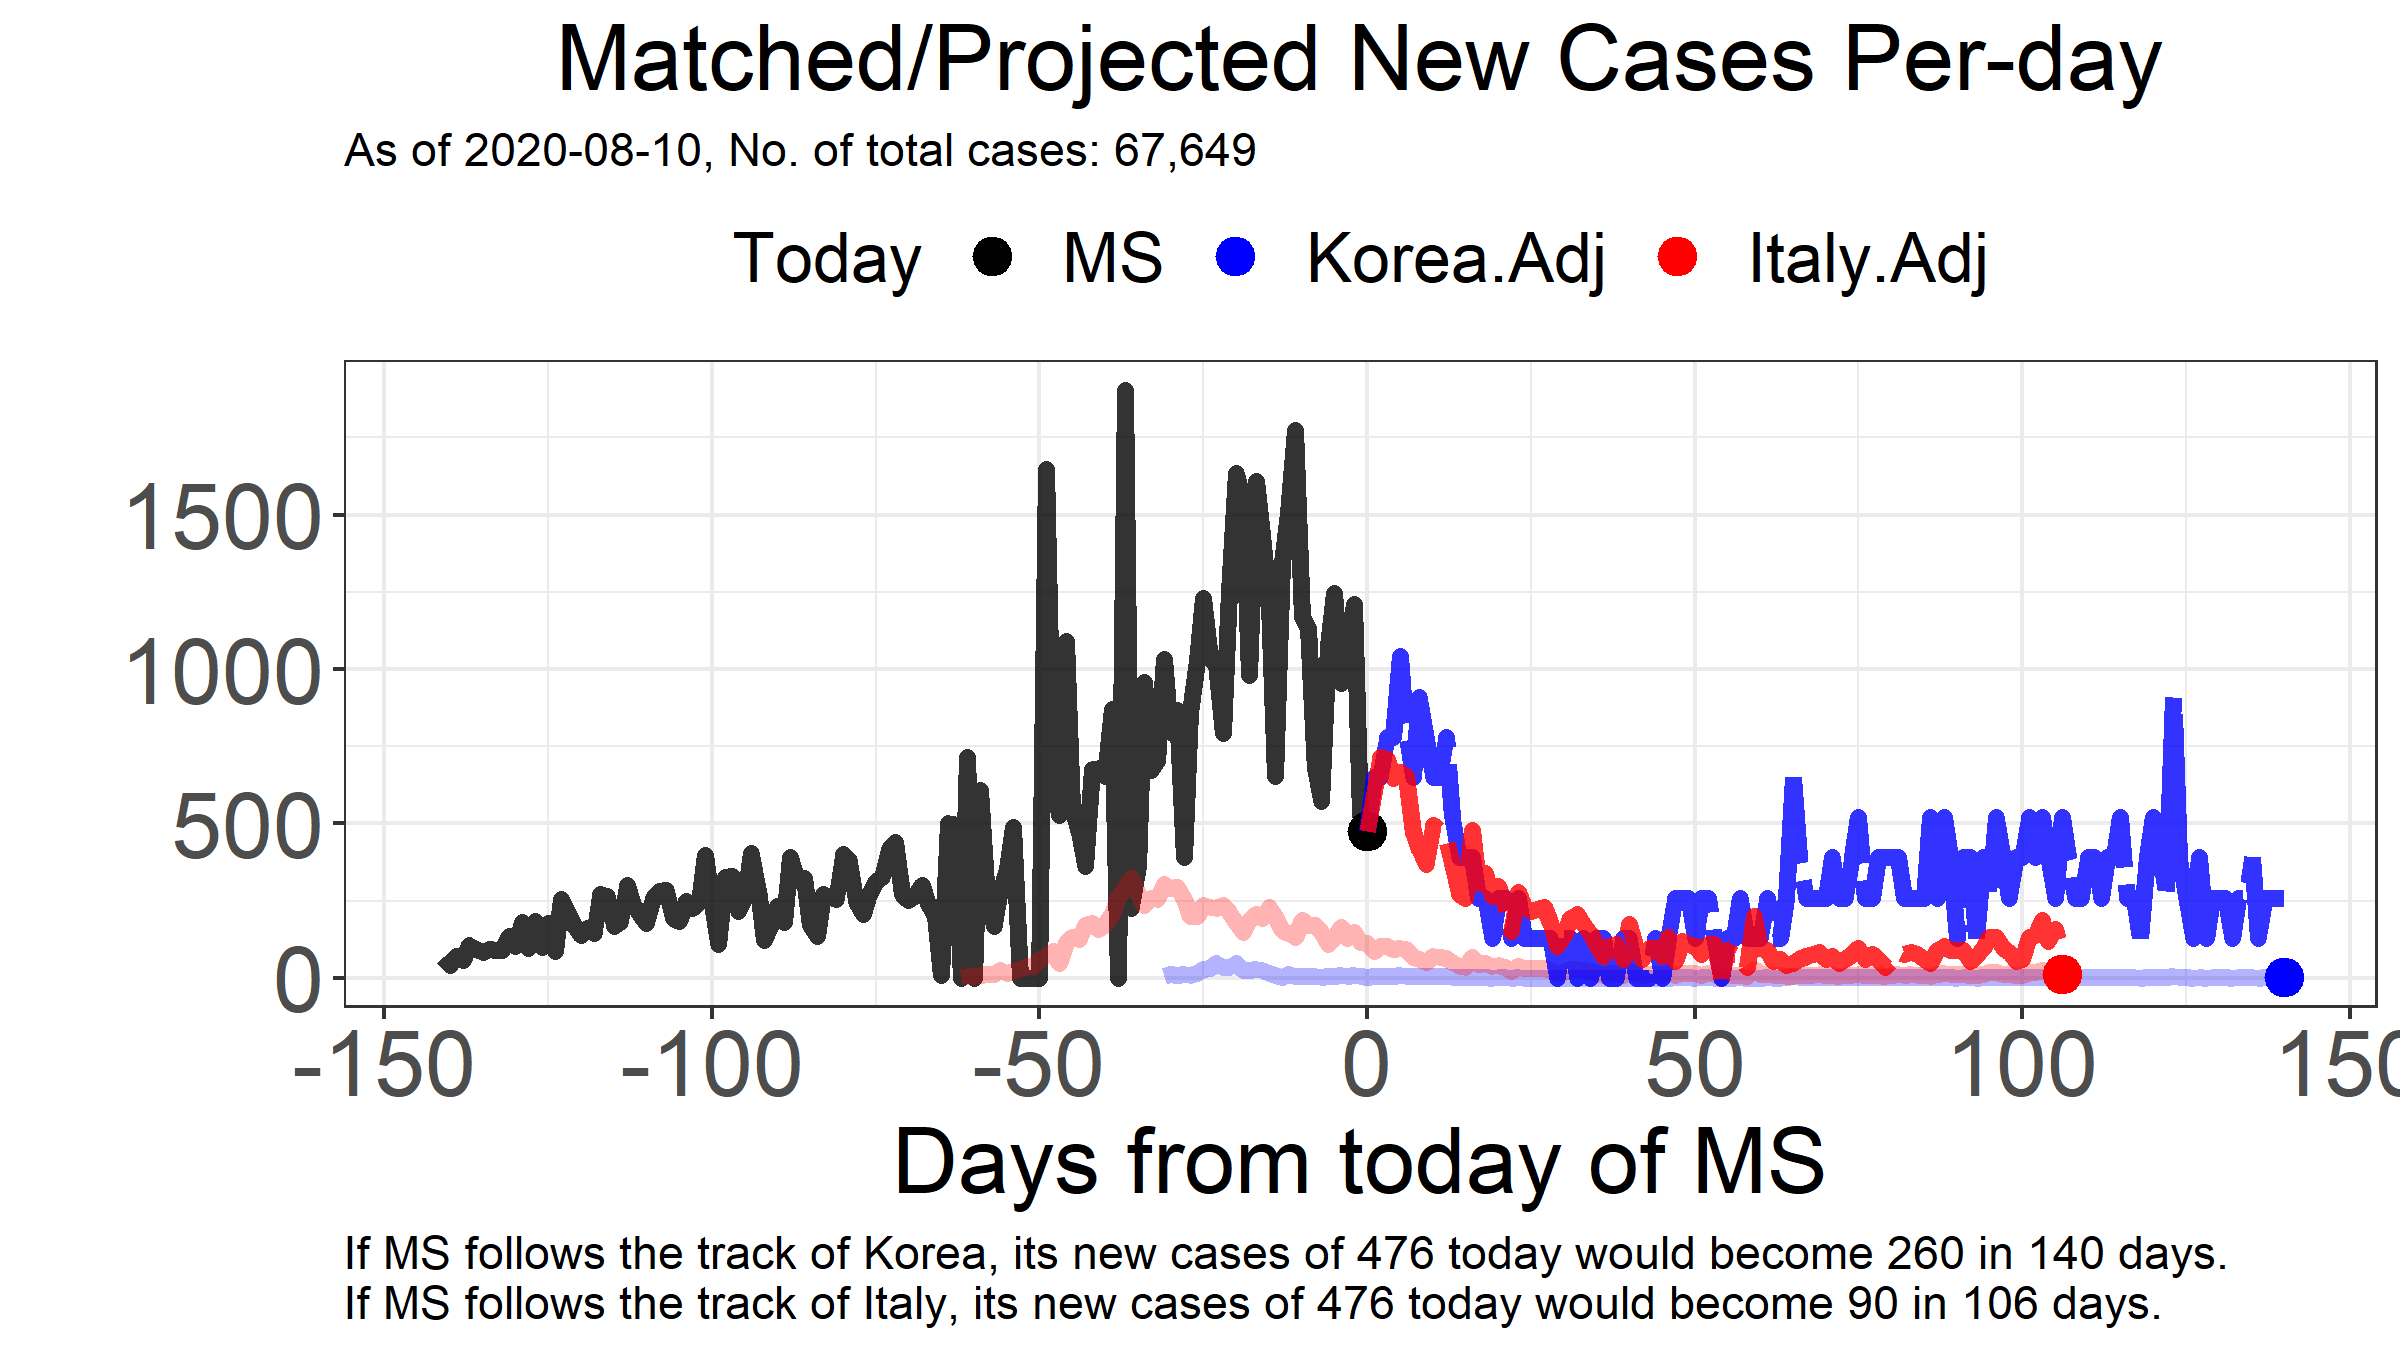 Matched/Projected New Cases Per-day
As of 2020-08-10, No. of total cases: 67,649
Today MS Korea.Adj Italy.Adj
1500
1000
500
0
-150 -100 -50 0 50 100 150
Days from today of MS
If MS follows the track of Korea, its new cases of 476 today would become 260 in 140 days.
If MS follows the track of Italy, its new cases of 476 today would become 90 in 106 days.